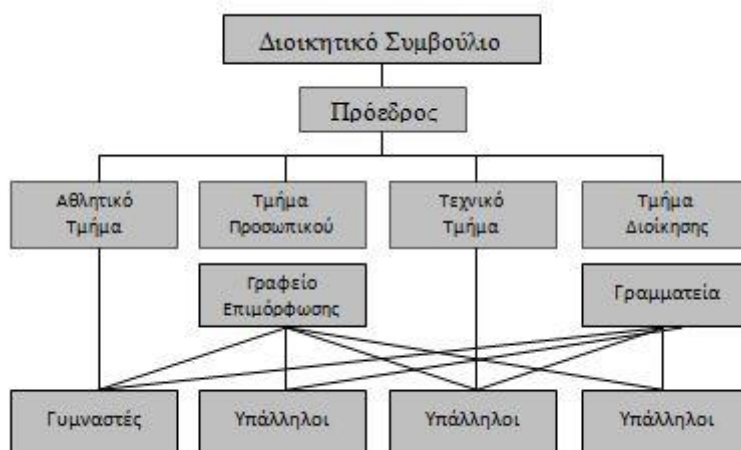 Διοικητικό Συμβούλιο
Πρόεδρος
Αθλητικό
Τμήμα
Τμήμα
Προσωπικού
Τεχνικό
Τμήμα
Τμήμα
Διοίκησης
Γραφείο
Επιμόρφωσης
Γραμματεία
Γυμναστές
Υπάλληλοι
Υπάλληλοι
Υπάλληλοι